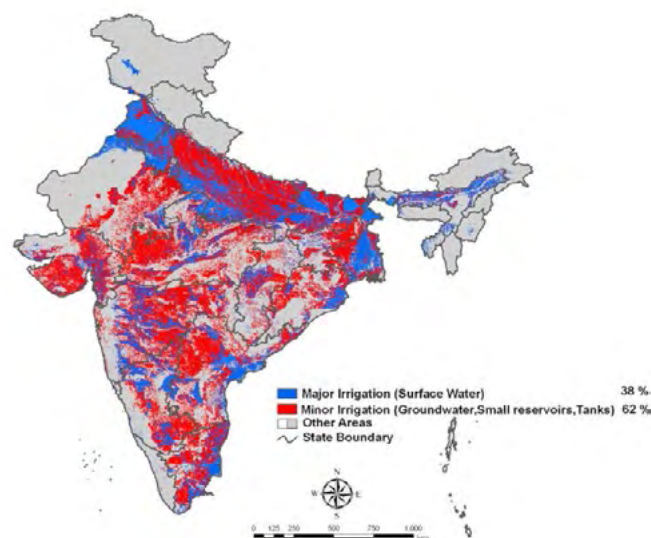 Major Irrigation (Surface Water) 38 %
Minor Irrigation (Groundwater,Small reservoirs,Tanks) 62 %
Other Areas
State Boundary
N
W E
S
0 125 250 500 750 1.000